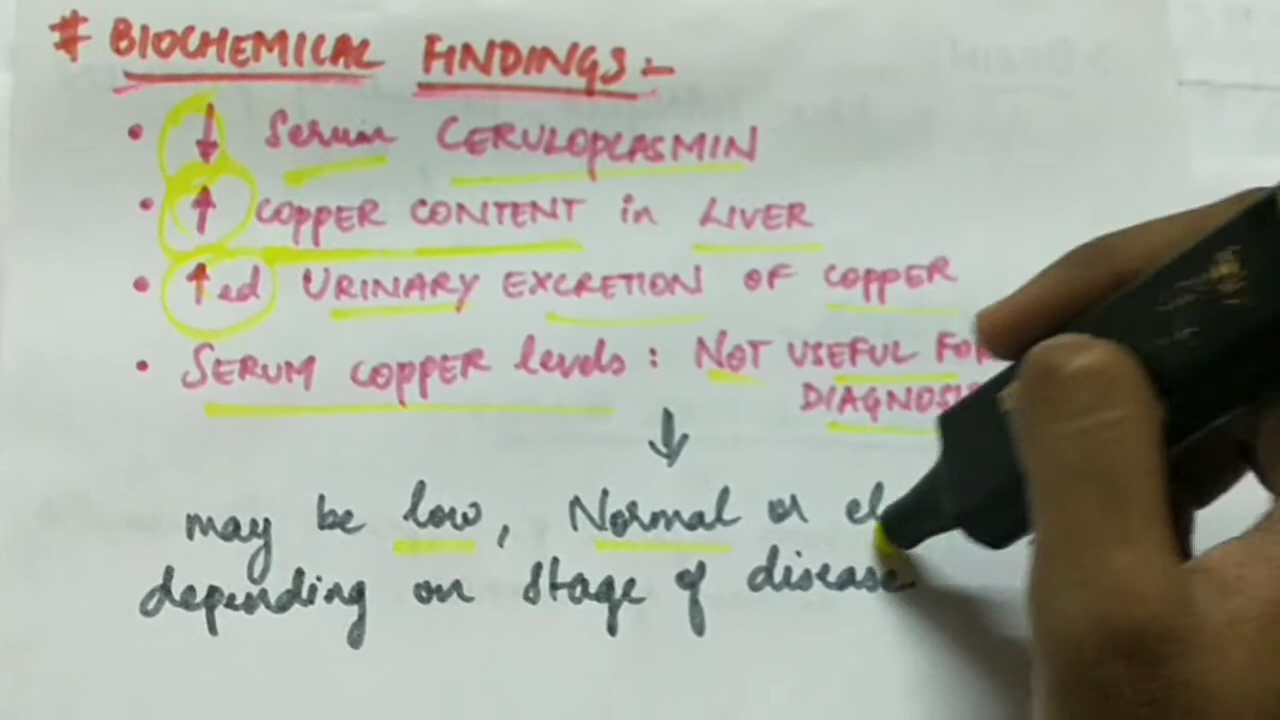 # BIOCHEMICAL FINDINGS :-
• ↓ Serum CERULOPLASMIN
• ↑ COPPER CONTENT in LIVER
• ↑ed URINARY EXCRETION OF COPPER
• SERUM COPPER levels : NOT USEFUL FOR
DIAGNOSIS
↓
may be low, Normal or el
depending on stage of disease